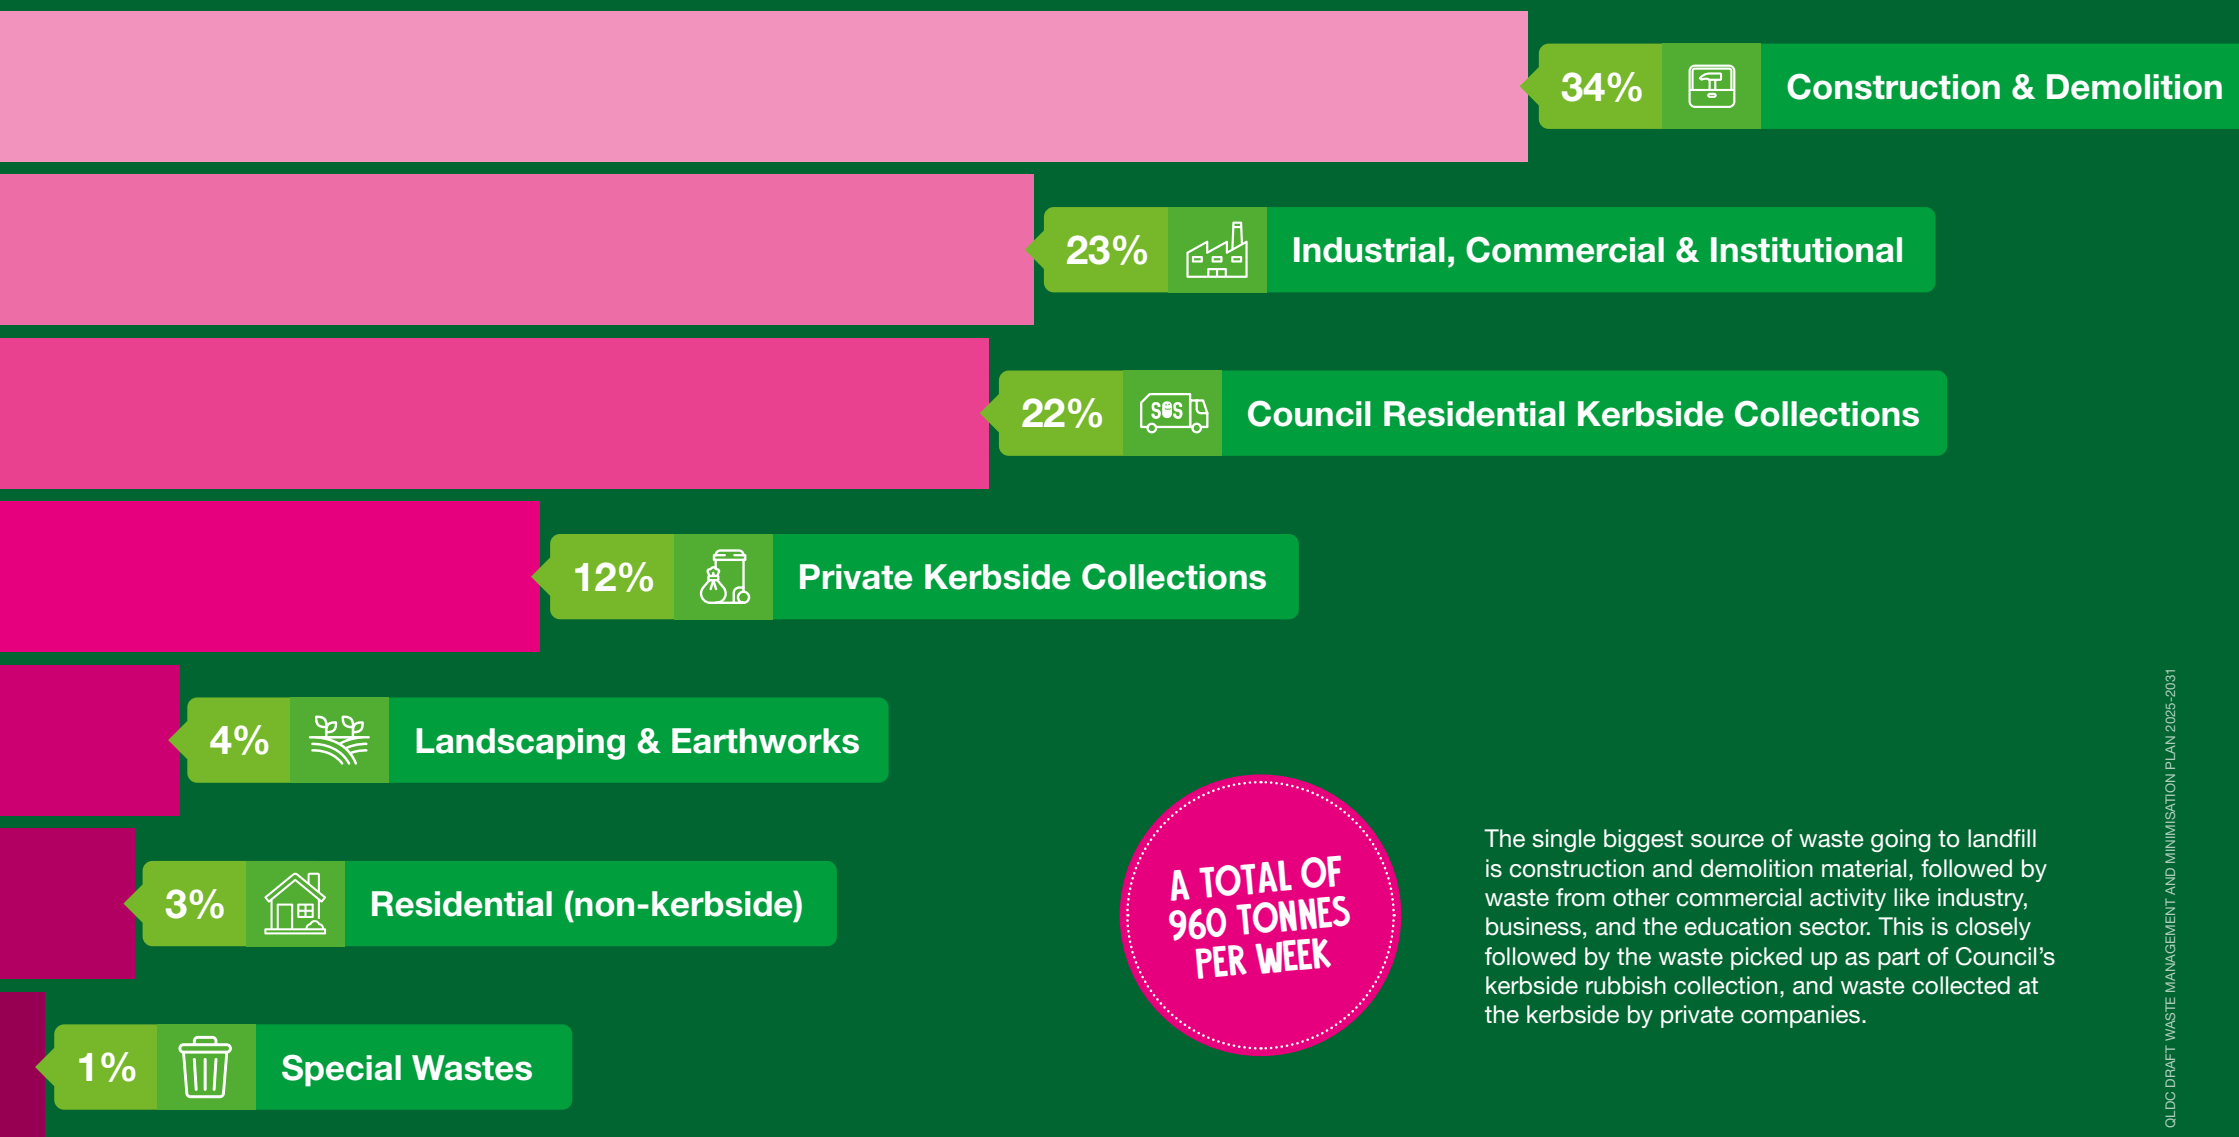 34% Construction & Demolition
23% Industrial, Commercial & Institutional
22% SOS Council Residential Kerbside Collections
12% Private Kerbside Collections
4% Landscaping & Earthworks
3% Residential (non-kerbside)
1% Special Wastes
A TOTAL OF
960 TONNES
PER WEEK
The single biggest source of waste going to landfill
is construction and demolition material, followed by
waste from other commercial activity like industry,
business, and the education sector. This is closely
followed by the waste picked up as part of Council’s
kerbside rubbish collection, and waste collected at
the kerbside by private companies.
QLDC DRAFT WASTE MANAGEMENT AND MINIMISATION PLAN 2025-2031